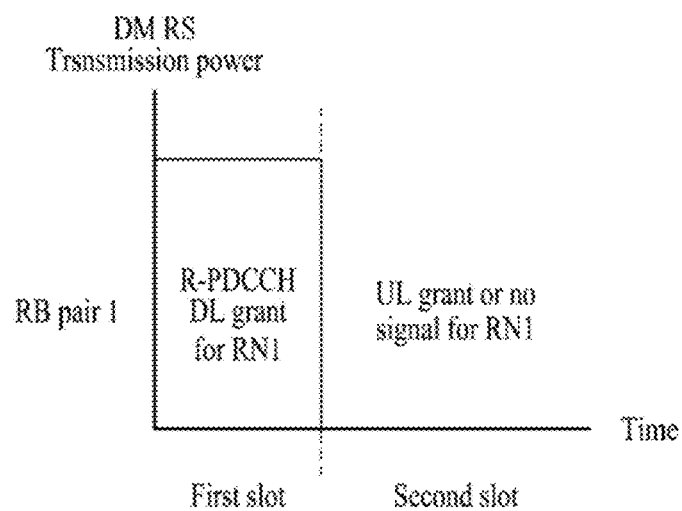 DM RS
Trsnsmission power
RB pair 1
R-PDCCH
DL grant
for RN1
UL grant or no
signal for RN1
Time
First slot
Second slot